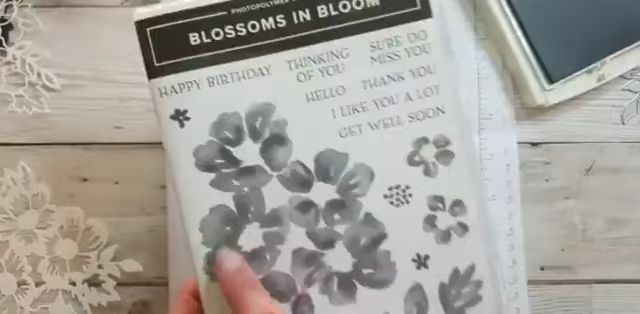 PHOTOPOLYMER
BLOSSOMS IN BLOOM
HAPPY BIRTHDAY
THINKING
OF YOU
SURE DO
MISS YOU
HELLO
THANK YOU
I LIKE YOU A LOT
GET WELL SOON